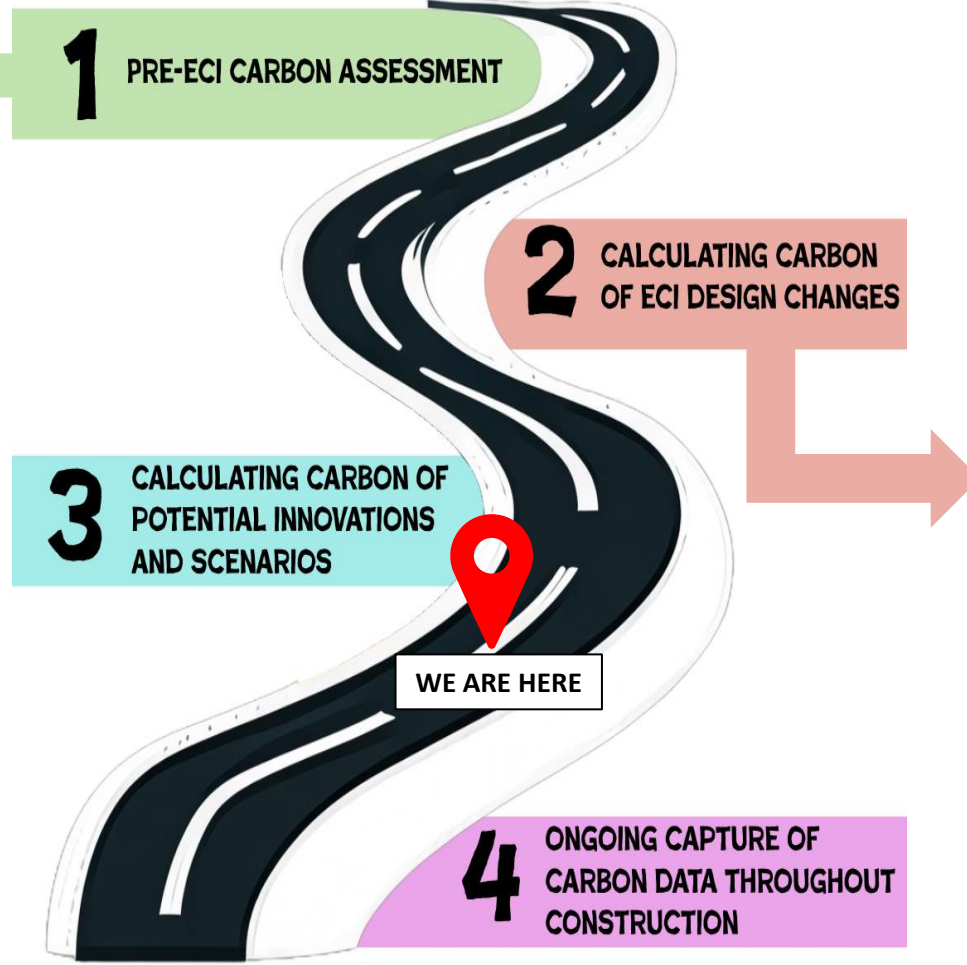 1 PRE-ECI CARBON ASSESSMENT
2 CALCULATING CARBON
OF ECI DESIGN CHANGES
3 CALCULATING CARBON OF
POTENTIAL INNOVATIONS
AND SCENARIOS
WE ARE HERE
4 ONGOING CAPTURE OF
CARBON DATA THROUGHOUT
CONSTRUCTION